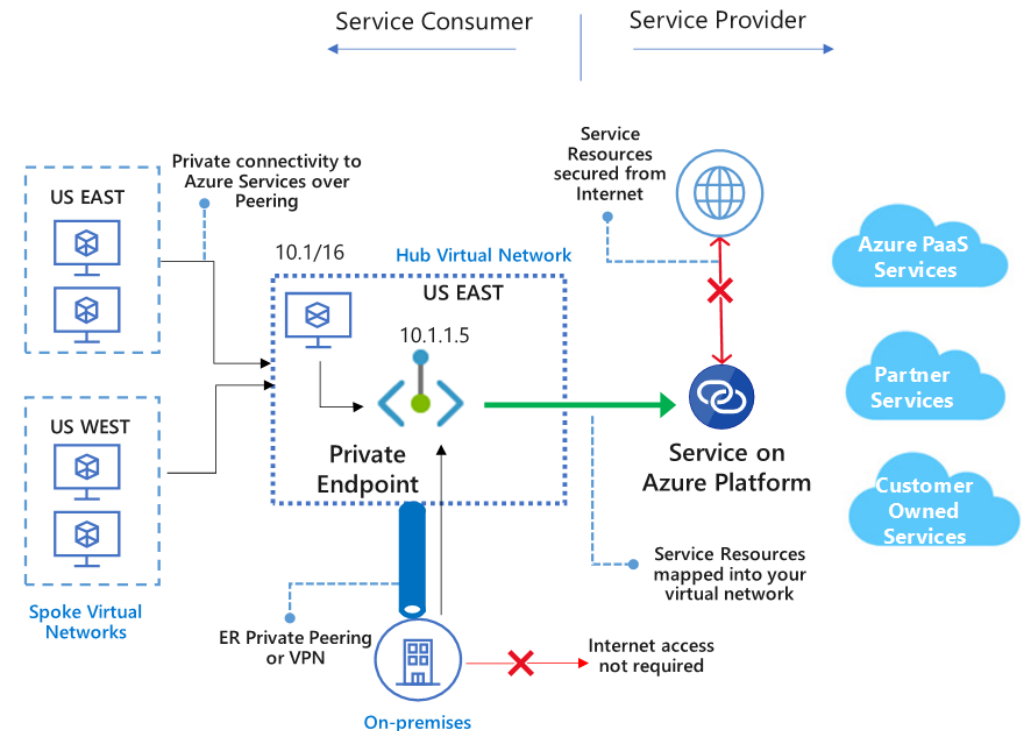 Service Consumer
Service Provider
Service
Resources
secured from
Internet
Private connectivity to
Azure Services over
Peering
US EAST
10.1/16
Hub Virtual Network
US EAST
10.1.1.5
Azure PaaS
Services
Partner
Services
US WEST
Private
Endpoint
Service on
Azure Platform
Customer
Owned
Services
Service Resources
mapped into your
virtual network
Spoke Virtual
Networks
ER Private Peering
or VPN
Internet access
not required
On-premises